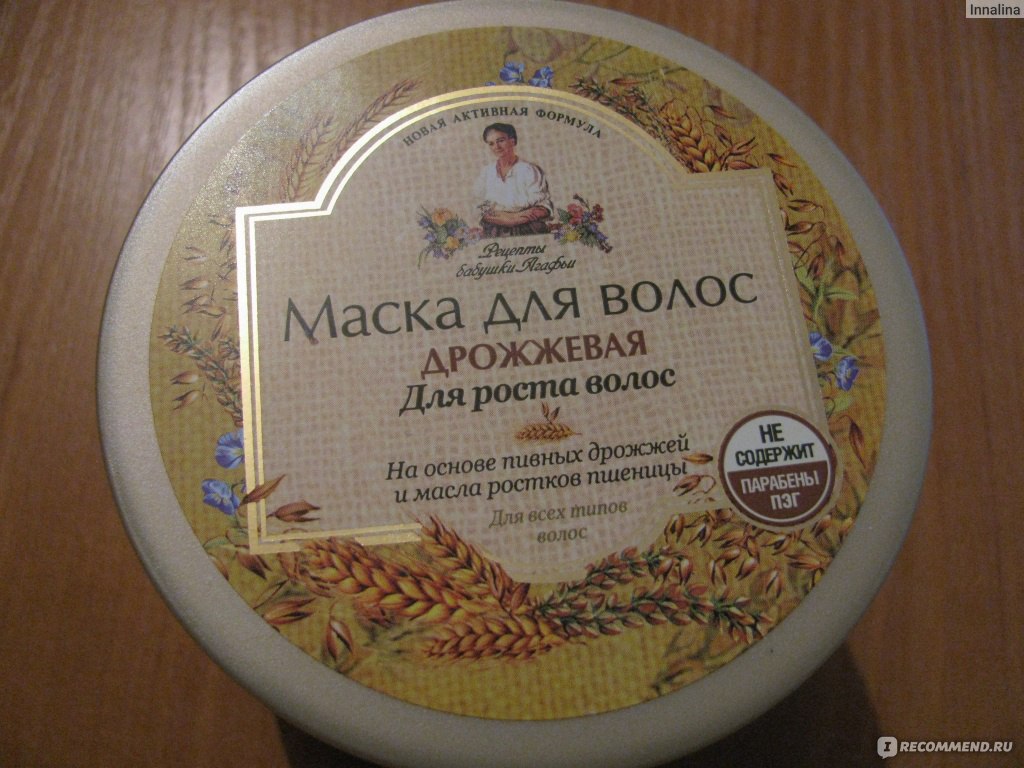 Innalina
НОВАЯ АКТИВНАЯ ФОРМУЛА
Рецепты
бабушки Агафьи
Маска для волос
ДРОЖЖЕВАЯ
Для роста волос
На основе пивных дрожжей
и масла ростков пшеницы
Для всех типов
волос
НЕ
СОДЕРЖИТ
ПАРАБЕНЫ
ПЭГ
IRECOMMEND.RU